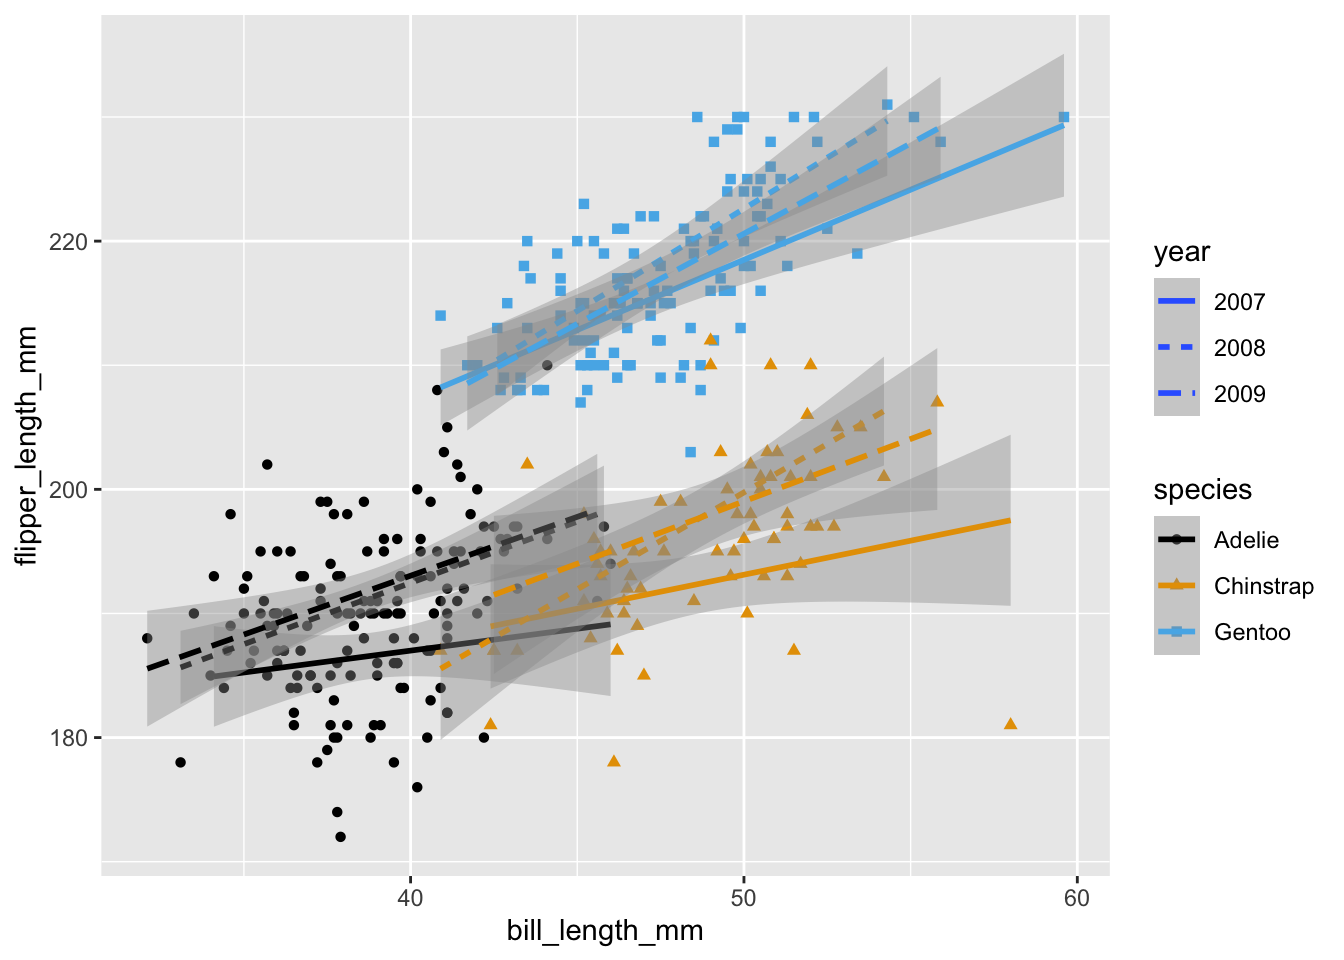 flipper_length_mm
220
200
180
40
50
60
bill_length_mm
year
2007
2008
2009
species
Adelie
Chinstrap
Gentoo